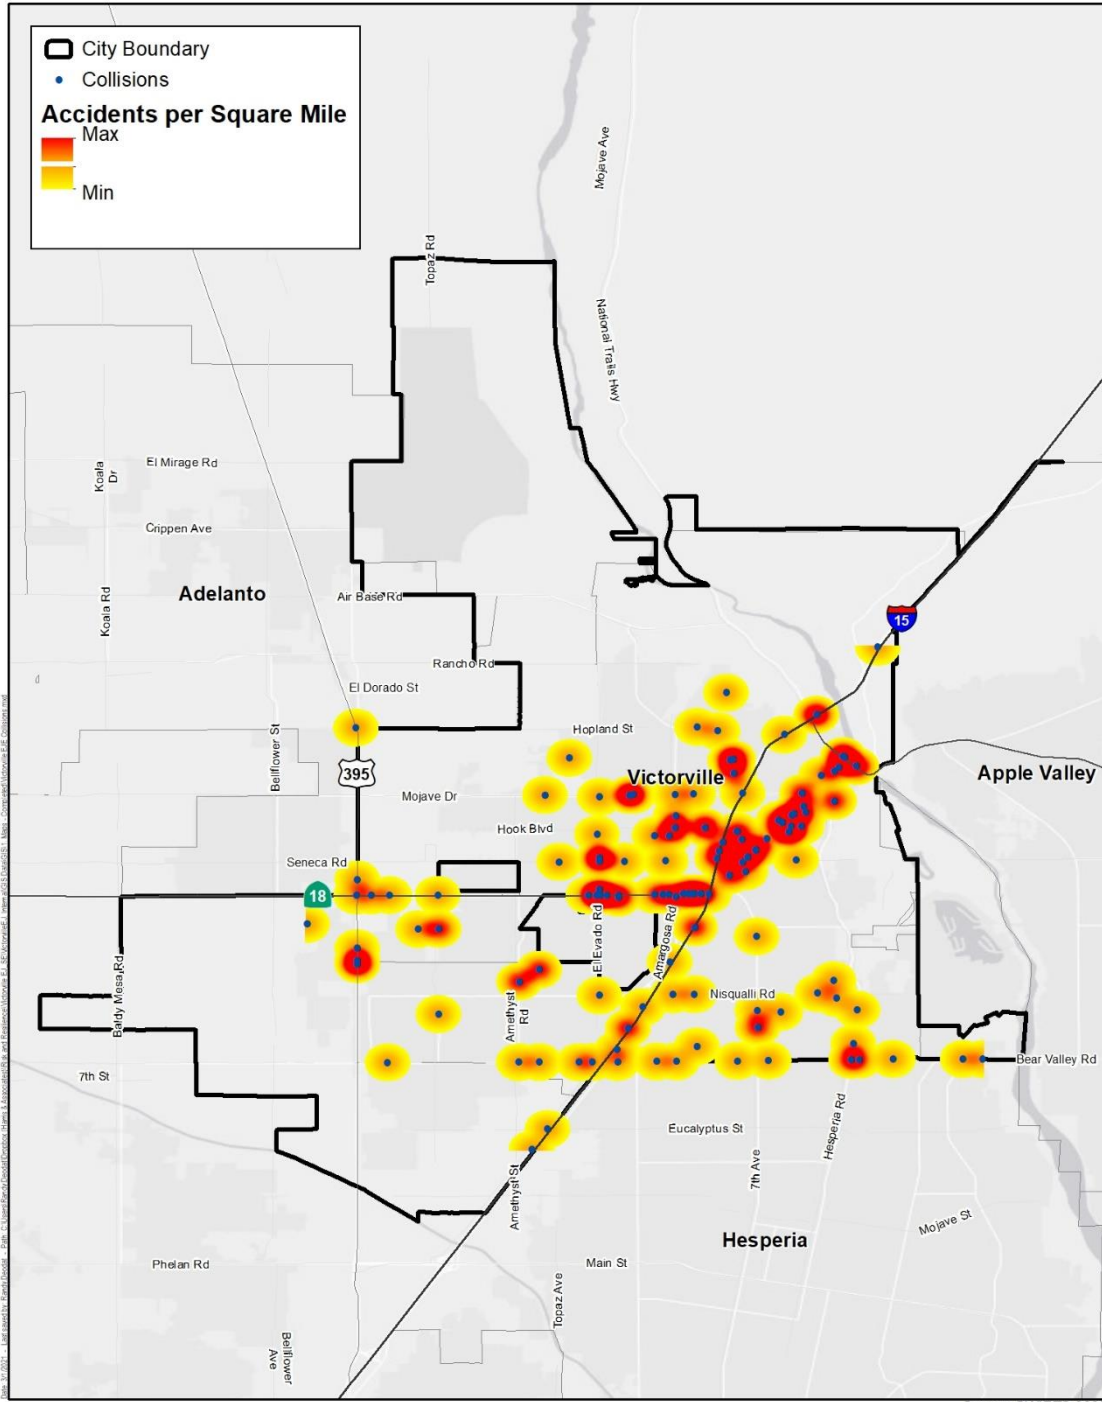 City Boundary
Collisions
Accidents per Square Mile
Max
Min
Mojave Ave
Topaz Rd
National Trails Hwy
El Mirage Rd
Koala
Dr
Crippen Ave
Adelanto
Air Base Rd
Koala Rd
15
Rancho Rd
El Dorado St
Bellflower St
Hopland St
395
Victorville
Apple Valley
Mojave Dr
Hook Blvd
Seneca Rd
18
El Evado Rd
Amargosa Rd
Baldy Mesa Rd
Amethyst
Rd
Nisqualli Rd
Bear Valley Rd
7th St
Eucalyptus St
Hesperia Rd
7th Ave
Amethyst St
Mojave St
Hesperia
Phelan Rd
Main St
Topaz Ave
Bellflower
Ave